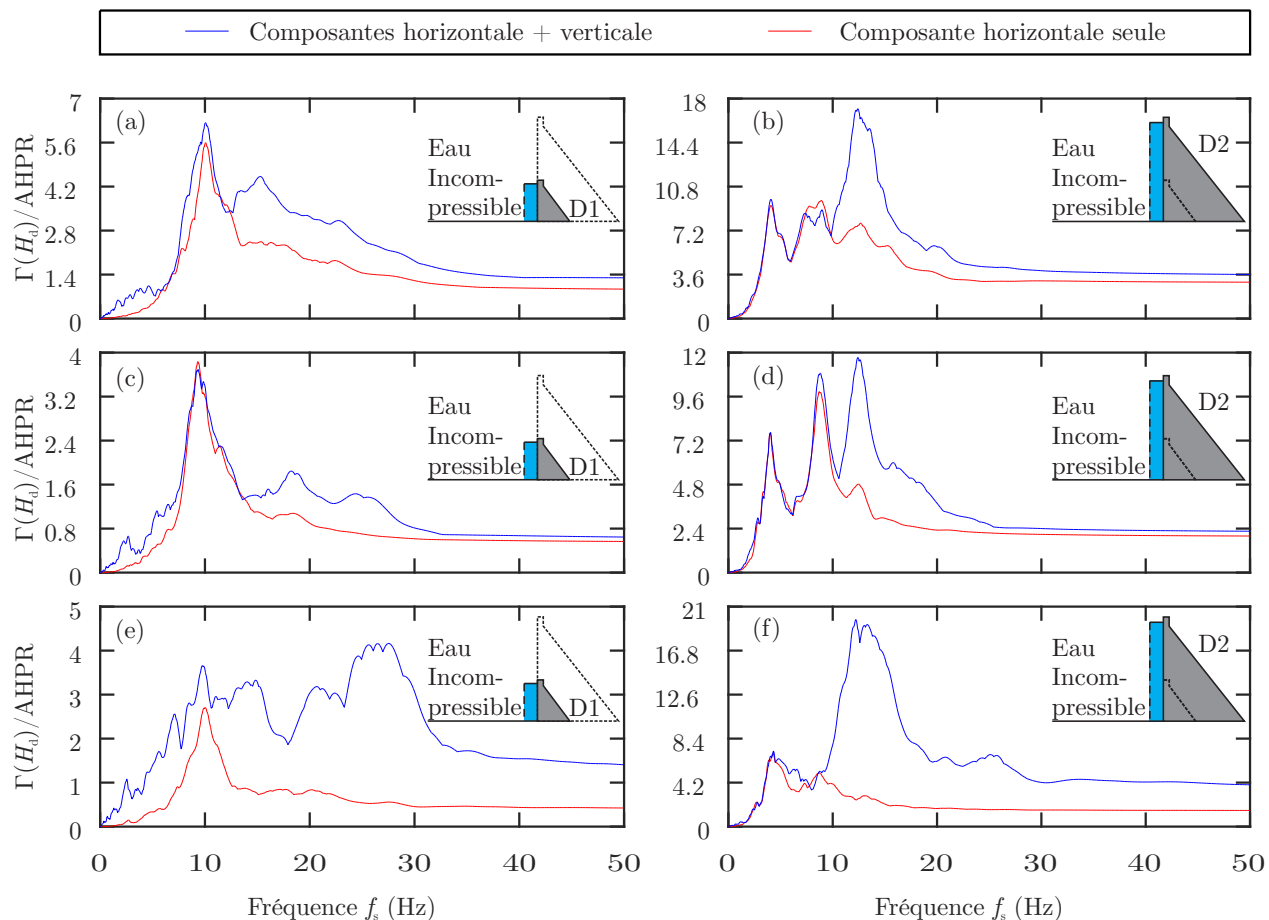 Composantes horizontale + verticale
Composante horizontale seule
Γ(H_d)/AHPR
7
5.6
4.2
2.8
1.4
0
(a)
Eau
Incom-
pressible
D1
18
14.4
10.8
7.2
3.6
0
(b)
Eau
Incom-
pressible
D2
Γ(H_d)/AHPR
4
3.2
2.4
1.6
0.8
0
(c)
Eau
Incom-
pressible
D1
12
9.6
7.2
4.8
2.4
0
(d)
Eau
Incom-
pressible
D2
Γ(H_d)/AHPR
5
4
3
2
1
0
(e)
Eau
Incom-
pressible
D1
21
16.8
12.6
8.4
4.2
0
(f)
Eau
Incom-
pressible
D2
0 10 20 30 40 50
0 10 20 30 40 50
Fréquence f_s (Hz)
Fréquence f_s (Hz)